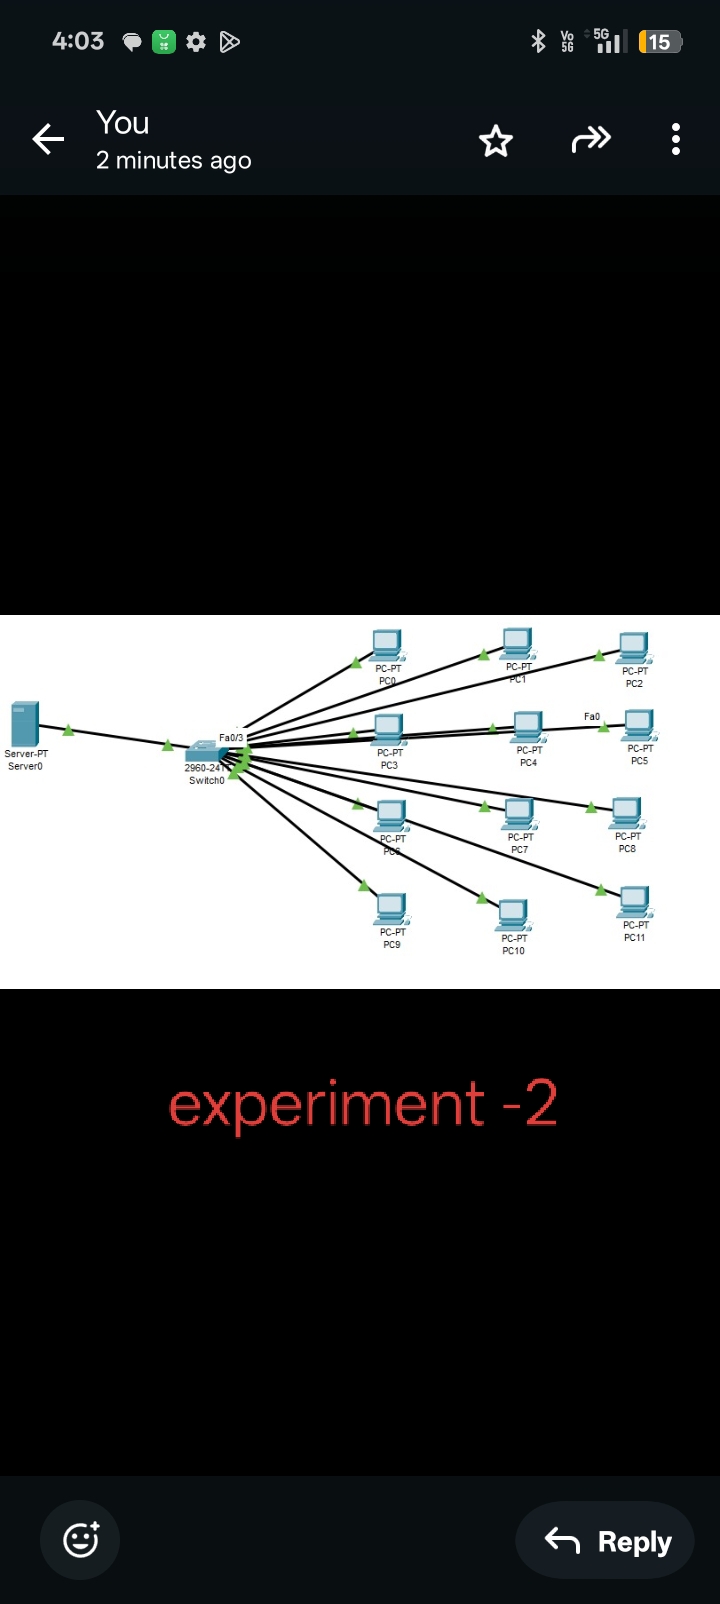 4:03
Vo 5G
5G
15
You
2 minutes ago
PC-PT
PC0
PC-PT
PC1
PC-PT
PC2
Server-PT
Server0
Fa0/3
Switch0
PC-PT
PC3
PC-PT
PC4
Fa0
PC-PT
PC5
PC-PT
PC6
PC-PT
PC7
PC-PT
PC8
PC-PT
PC9
PC-PT
PC10
PC-PT
PC11
experiment -2
Reply